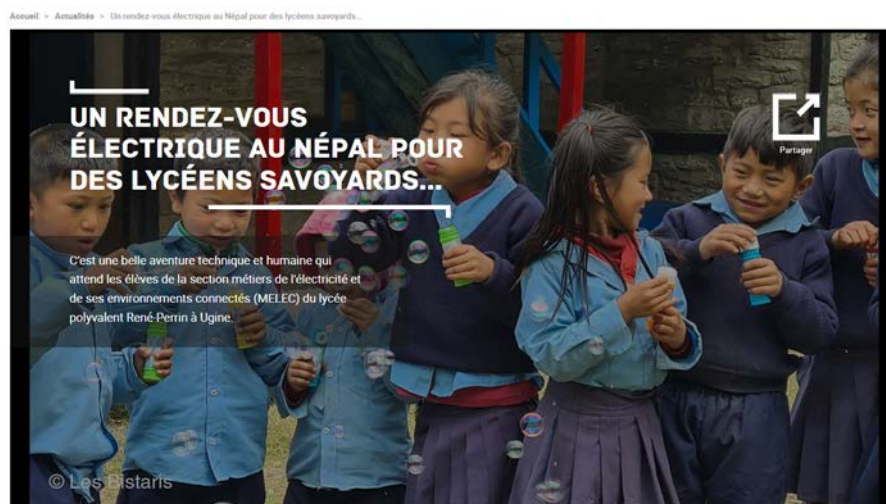 Accueil > Actualités > Un rendez-vous électrique au Népal pour des lycéens savoyards...
UN RENDEZ-VOUS
ÉLECTRIQUE AU NÉPAL POUR
DES LYCÉENS SAVOYARDS...
Partager
C'est une belle aventure technique et humaine qui
attend les élèves de la section métiers de l'électricité et
de ses environnements connectés (MELEC) du lycée
polyvalent René Perrin à Ugine.
© Les Bistaris